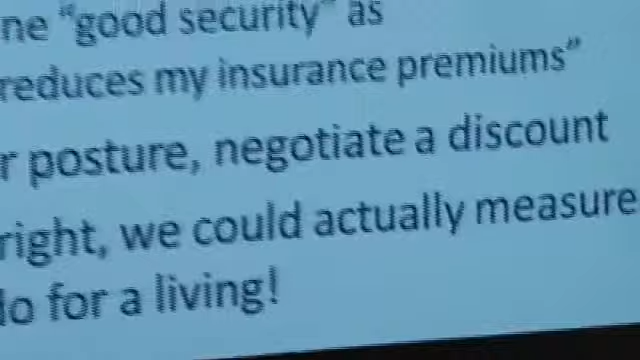 ne “good security” as
reduces my insurance premiums”
r posture, negotiate a discount
right, we could actually measure
do for a living!